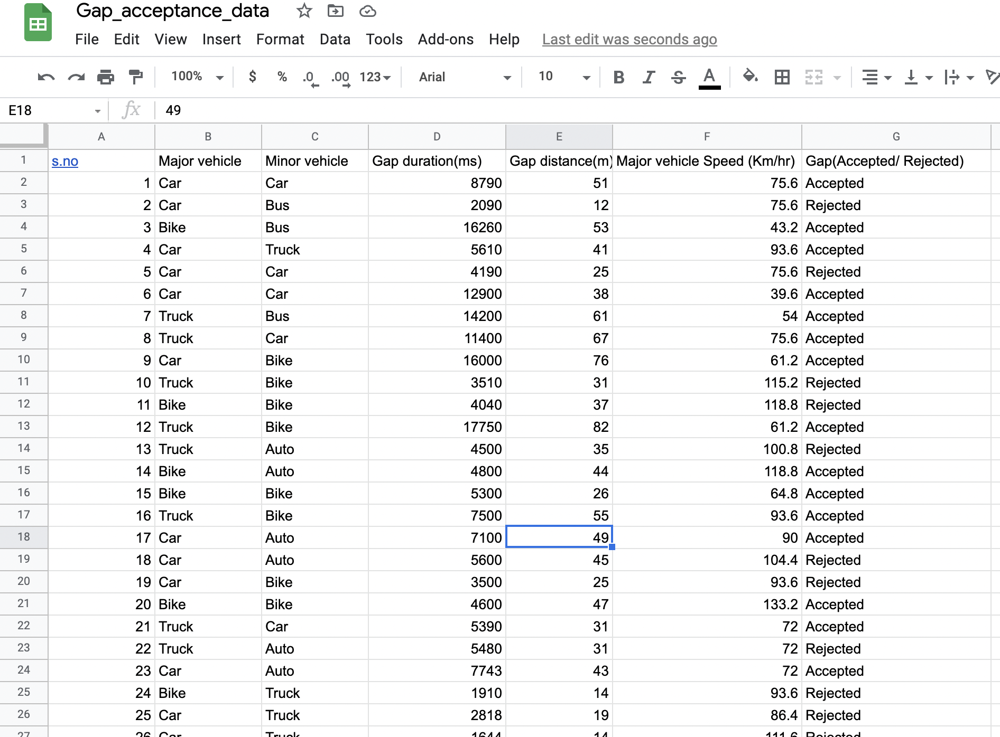 Gap_acceptance_data
File Edit View Insert Format Data Tools Add-ons Help Last edit was seconds ago
100% $ % .0 .00 123 Arial 10 B I S A
E18 fx 49
A B C D E F G
1 s.no Major vehicle Minor vehicle Gap duration(ms) Gap distance(m) Major vehicle Speed (Km/hr) Gap(Accepted/ Rejected)
2 1 Car Car 8790 51 75.6 Accepted
3 2 Car Bus 2090 12 75.6 Rejected
4 3 Bike Bus 16260 53 43.2 Accepted
5 4 Car Truck 5610 41 93.6 Accepted
6 5 Car Car 4190 25 75.6 Rejected
7 6 Car Car 12900 38 39.6 Accepted
8 7 Truck Bus 14200 61 54 Accepted
9 8 Truck Car 11400 67 75.6 Accepted
10 9 Car Bike 16000 76 61.2 Accepted
11 10 Truck Bike 3510 31 115.2 Rejected
12 11 Bike Bike 4040 37 118.8 Rejected
13 12 Truck Bike 17750 82 61.2 Accepted
14 13 Truck Auto 4500 35 100.8 Rejected
15 14 Bike Auto 4800 44 118.8 Accepted
16 15 Bike Bike 5300 26 64.8 Accepted
17 16 Truck Bike 7500 55 93.6 Accepted
18 17 Car Auto 7100 49 90 Accepted
19 18 Car Auto 5600 45 104.4 Rejected
20 19 Car Bike 3500 25 93.6 Rejected
21 20 Bike Bike 4600 47 133.2 Accepted
22 21 Truck Car 5390 31 72 Accepted
23 22 Truck Auto 5480 31 72 Rejected
24 23 Car Auto 7743 43 72 Accepted
25 24 Bike Truck 1910 14 93.6 Rejected
26 25 Car Truck 2818 19 86.4 Rejected
27 26 Car Truck 1644 14 111.6 Rejected